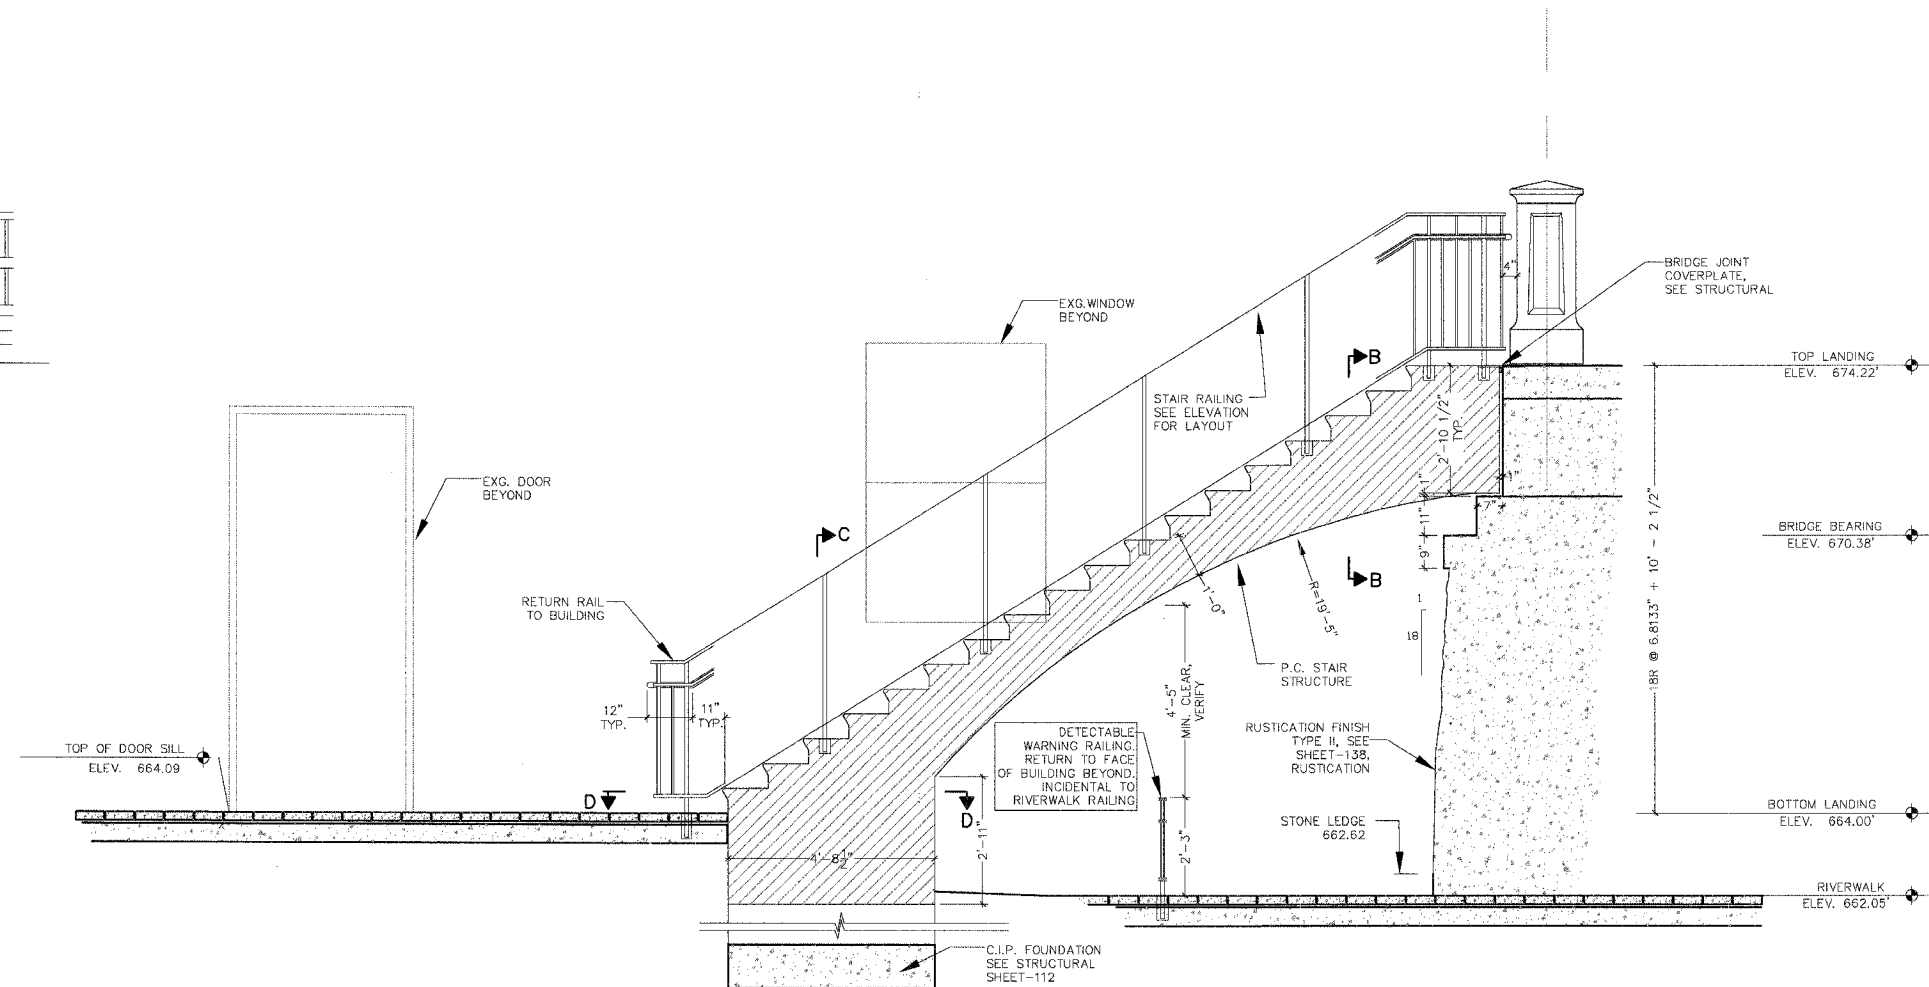 EXG. WINDOW
BEYOND
BRIDGE JOINT
COVERPLATE,
SEE STRUCTURAL
4"
B
TOP LANDING
ELEV. 674.22'
STAIR RAILING
SEE ELEVATION
FOR LAYOUT
2'-10 1/2"
TYP.
EXG. DOOR
BEYOND
C
1"
1"
7"
11"
9"
BRIDGE BEARING
ELEV. 670.38'
B
18R @ 6.8133" + 10' - 2 1/2"
RETURN RAIL
TO BUILDING
1'-0"
R=19'-5"
1
18
P.C. STAIR
STRUCTURE
12"
TYP.
11"
TYP.
4'-5"
MIN. CLEAR,
VERIFY
TOP OF DOOR SILL
ELEV. 664.09
DETECTABLE
WARNING RAILING.
RETURN TO FACE
OF BUILDING BEYOND.
INCIDENTAL TO
RIVERWALK RAILING
RUSTICATION FINISH
TYPE II, SEE
SHEET-138,
RUSTICATION
D
D
BOTTOM LANDING
ELEV. 664.00'
STONE LEDGE
662.62
4'-8 1/2"
2'-11"
2'-3"
RIVERWALK
ELEV. 662.05'
C.I.P. FOUNDATION
SEE STRUCTURAL
SHEET-112